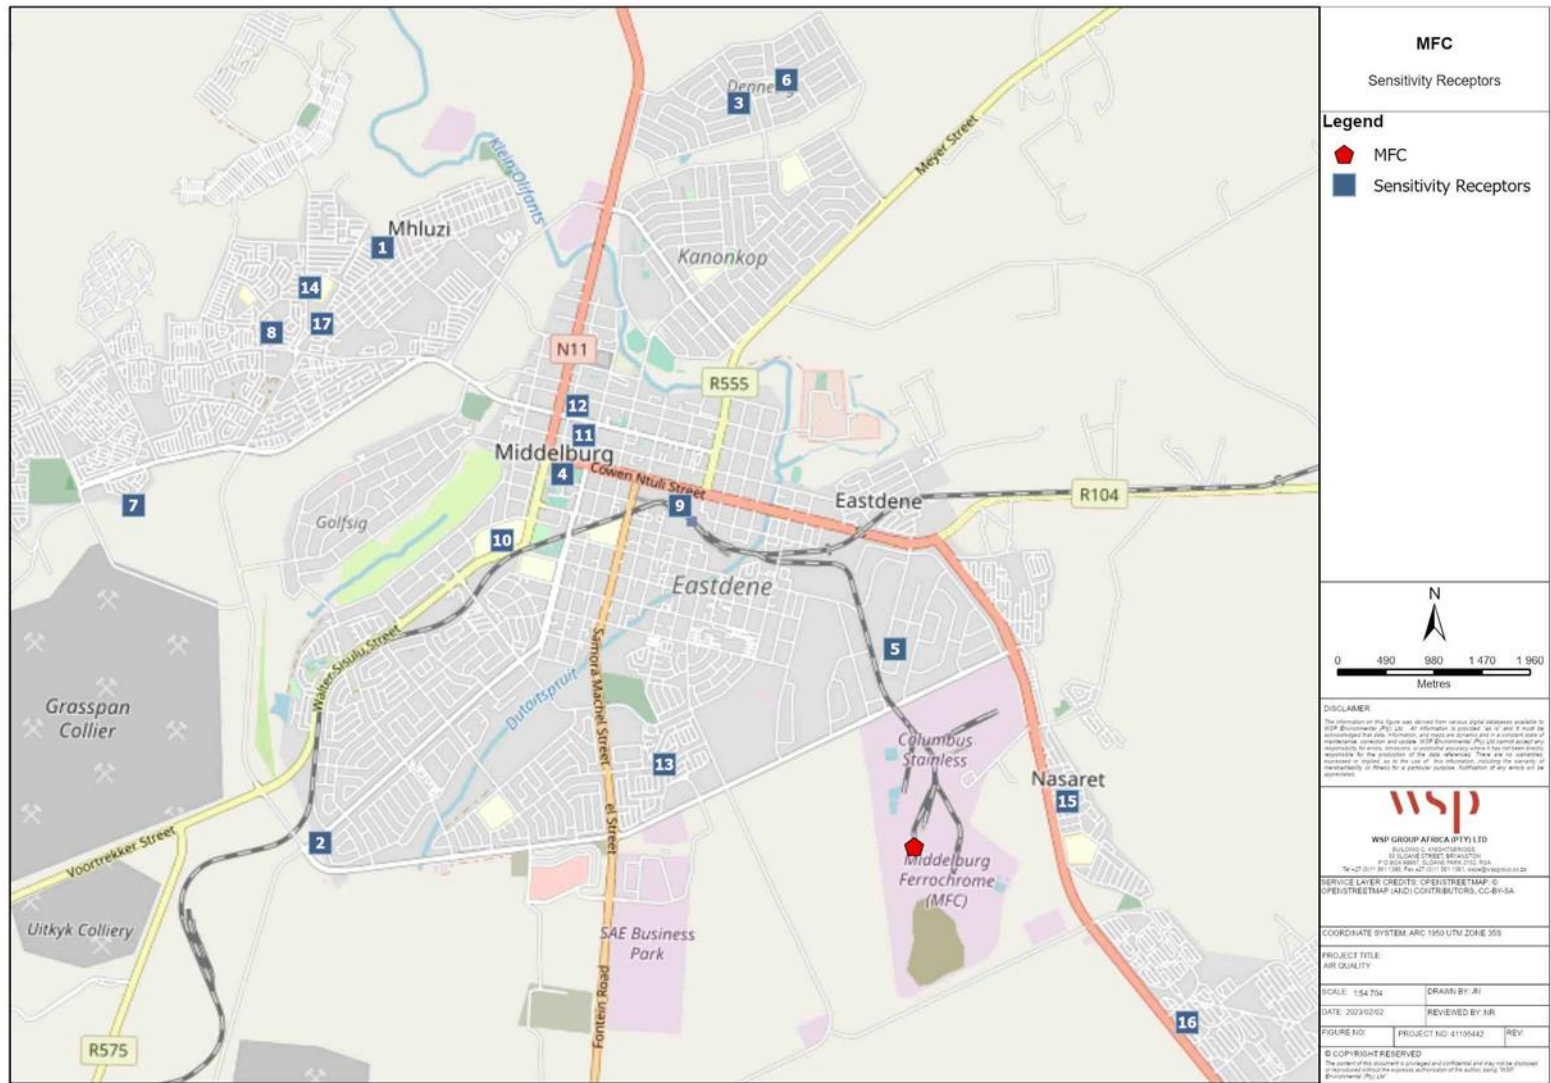 MFC
Sensitivity Receptors
Legend
MFC
Sensitivity Receptors
N
0 490 980 1 470 1 960
Metres
DISCLAIMER
WSP
WSP GROUP AFRICA (PTY) LTD
SERVICE LAYER CREDITS: OPENSTREETMAP: ©
OPENSTREETMAP (AND) CONTRIBUTORS, CC-BY-SA
COORDINATE SYSTEM: ARC 1950 UTM ZONE 35S
PROJECT TITLE:
AIR QUALITY
SCALE: 1:54 704
DRAWN BY: JN
DATE: 2023/02/02
REVIEWED BY: NR
FIGURE NO:
PROJECT NO: 41105442
REV:
© COPYRIGHT RESERVED
6
3
Meyer Street
Klein Olifants
Mhluzi
1
Kanonkop
14
17
8
N11
R555
12
11
Middelburg
4
Cowen Ntuli Street
9
Eastdene
R104
7
Golfsig
10
Eastdene
Samora Machel Street
5
Walter Sisulu Street
Dutoitspruit
Grasspan
Collier
Columbus
Stainless
13
Nasaret
15
el Street
2
Voortrekker Street
Middelburg
Ferrochrome
(MFC)
Uitkyk Colliery
SAE Business
Park
Fontein Road
16
R575